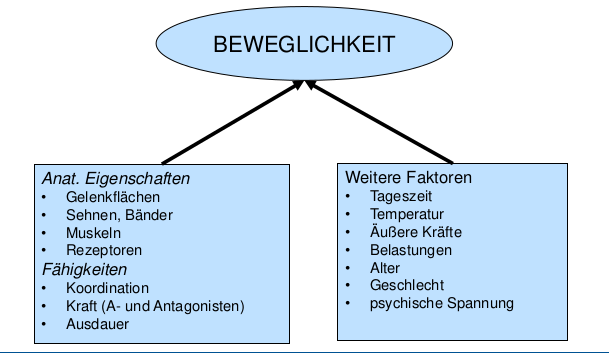 BEWEGLICHKEIT
Anat. Eigenschaften
• Gelenkflächen
• Sehnen, Bänder
• Muskeln
• Rezeptoren
Fähigkeiten
• Koordination
• Kraft (A- und Antagonisten)
• Ausdauer
Weitere Faktoren
• Tageszeit
• Temperatur
• Äußere Kräfte
• Belastungen
• Alter
• Geschlecht
• psychische Spannung